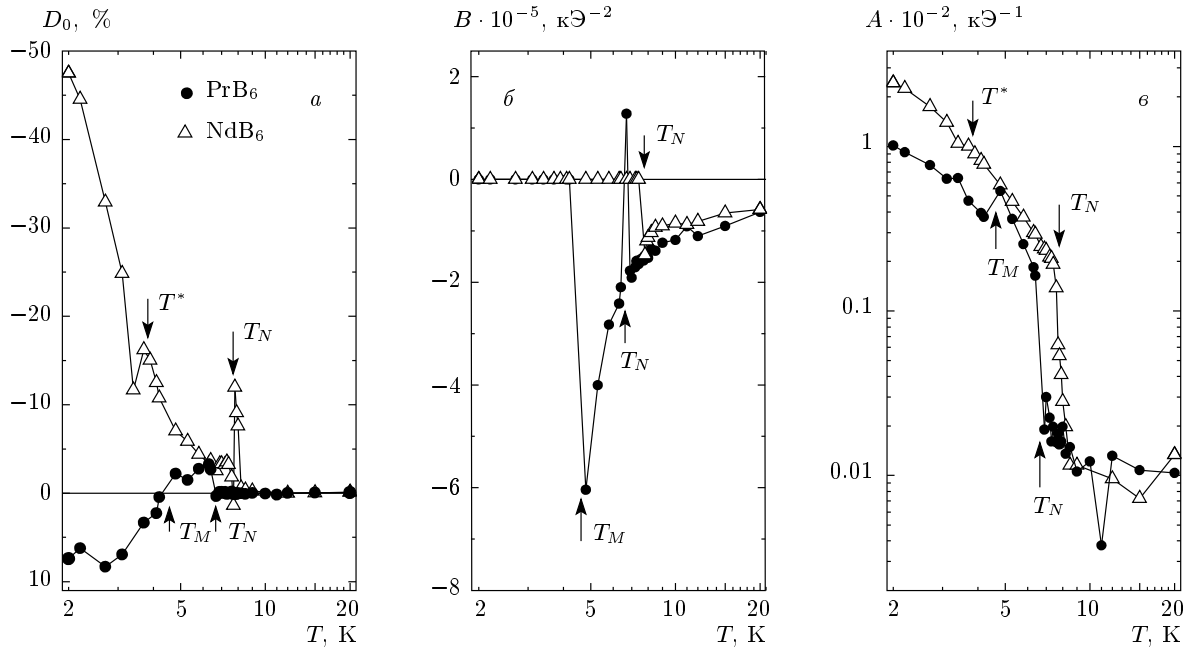 D₀, %
−50
−40
−30
−20
−10
0
10
PrB₆
NdB₆
а
T*
T_N
T_M
T_N
2
5
10
20
T, K
B · 10⁻⁵, кЭ⁻²
2
0
−2
−4
−6
−8
б
T_N
T_N
T_M
2
5
10
20
T, K
A · 10⁻², кЭ⁻¹
1
0.1
0.01
в
T*
T_N
T_M
T_N
2
5
10
20
T, K